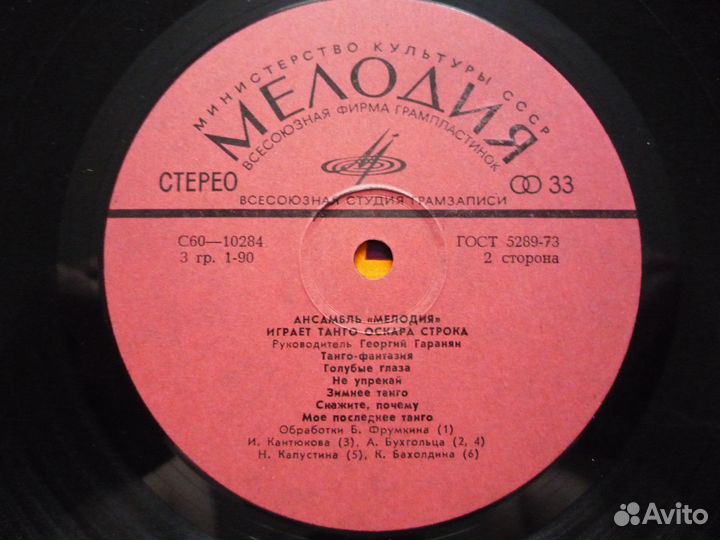 МИНИСТЕРСТВО КУЛЬТУРЫ СССР
МЕЛОДИЯ
ВСЕСОЮЗНАЯ ФИРМА ГРАМПЛАСТИНОК
СТЕРЕО
33
ВСЕСОЮЗНАЯ СТУДИЯ ГРАМЗАПИСИ
С60—10284
ГОСТ 5289-73
3 гр. 1-90
2 сторона
АНСАМБЛЬ «МЕЛОДИЯ»
ИГРАЕТ ТАНГО ОСКАРА СТРОКА
Руководитель Георгий Гаранян
Танго-фантазия
Голубые глаза
Не упрекай
Зимнее танго
Скажите, почему
Мое последнее танго
Обработки Б. Фрумкина (1)
И. Кантюкова (3), А. Бухгольца (2, 4)
Н. Капустина (5), К. Бахолдина (6)
Avito